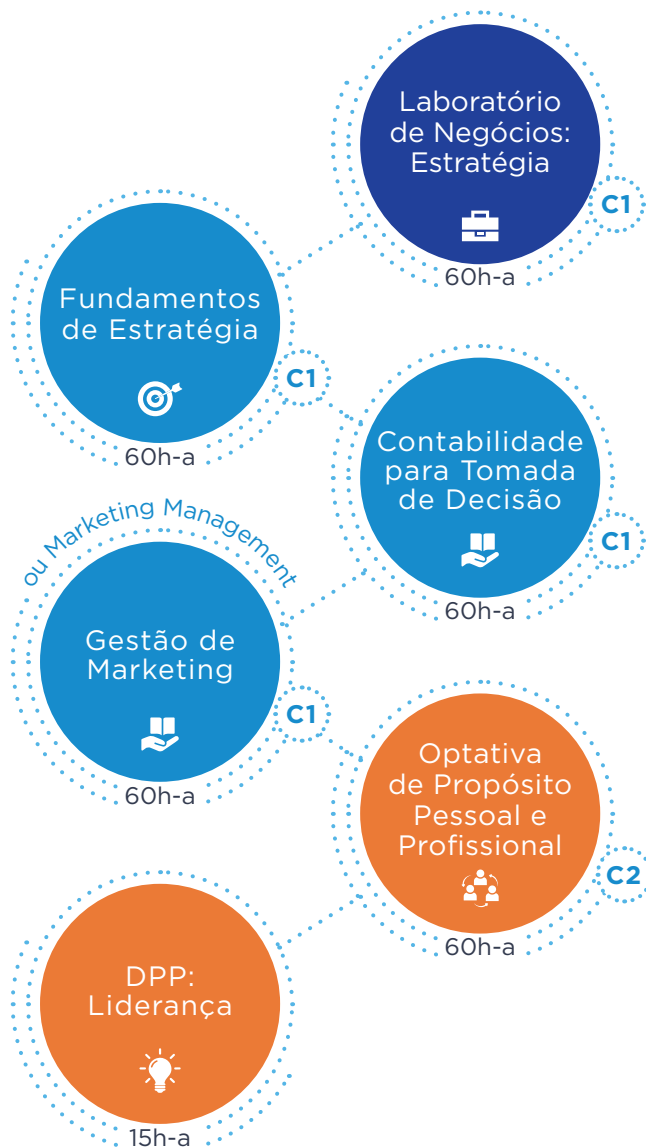 Laboratório
de Negócios:
Estratégia
C1
60h-a
Fundamentos
de Estratégia
C1
60h-a
Contabilidade
para Tomada
de Decisão
C1
60h-a
ou Marketing Management
Gestão de
Marketing
C1
60h-a
Optativa
de Propósito
Pessoal e
Profissional
C2
60h-a
DPP:
Liderança
15h-a